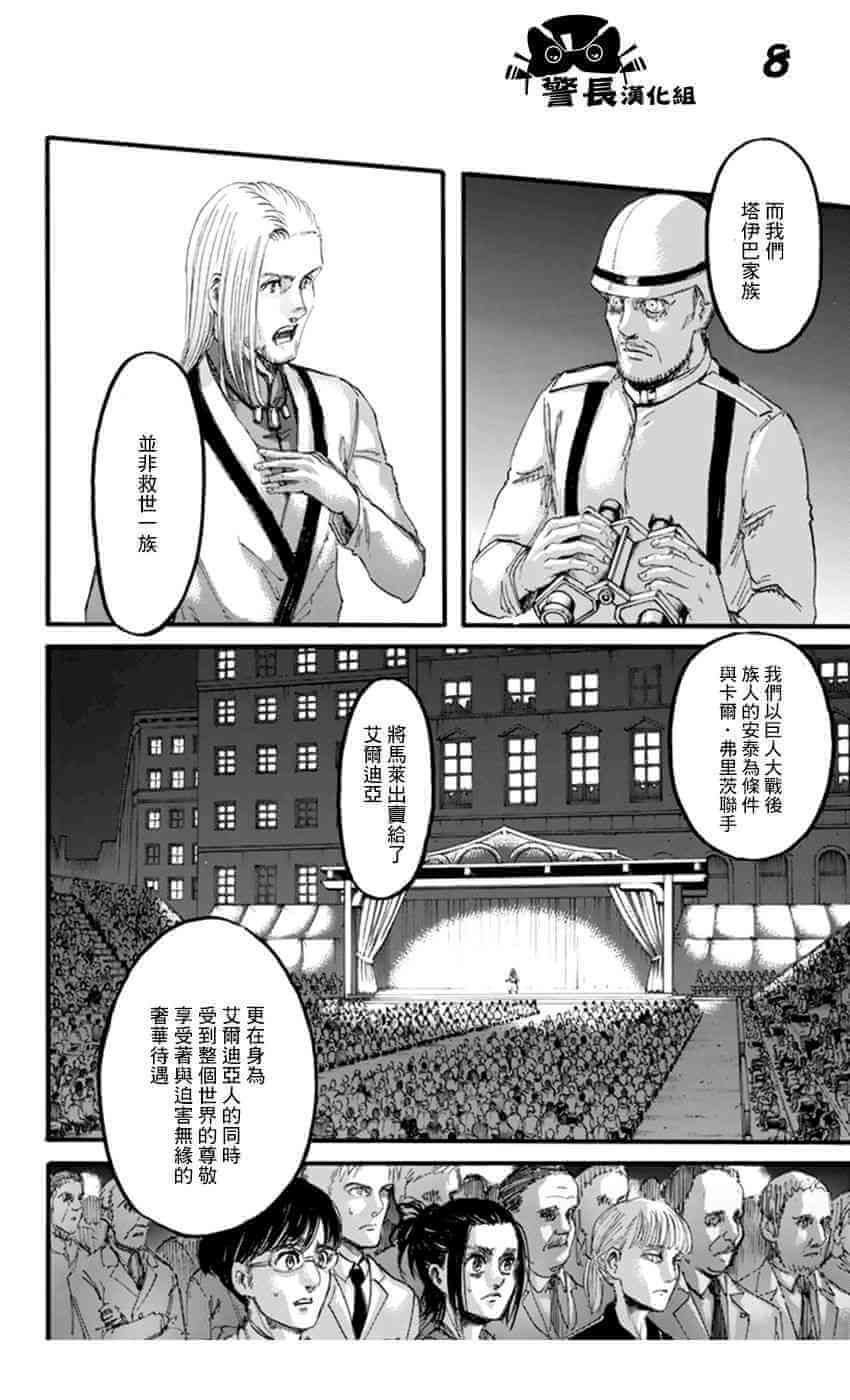 警長漢化組
8
而我們
塔伊巴家族
並非救世一族
我們以巨人大戰後
族人的安泰為條件
與卡爾·弗里茨聯手
將馬萊出賣給了
艾爾迪亞
更在身為
艾爾迪亞人的同時
受到整個世界的尊敬
享受著與迫害無緣的
奢華待遇